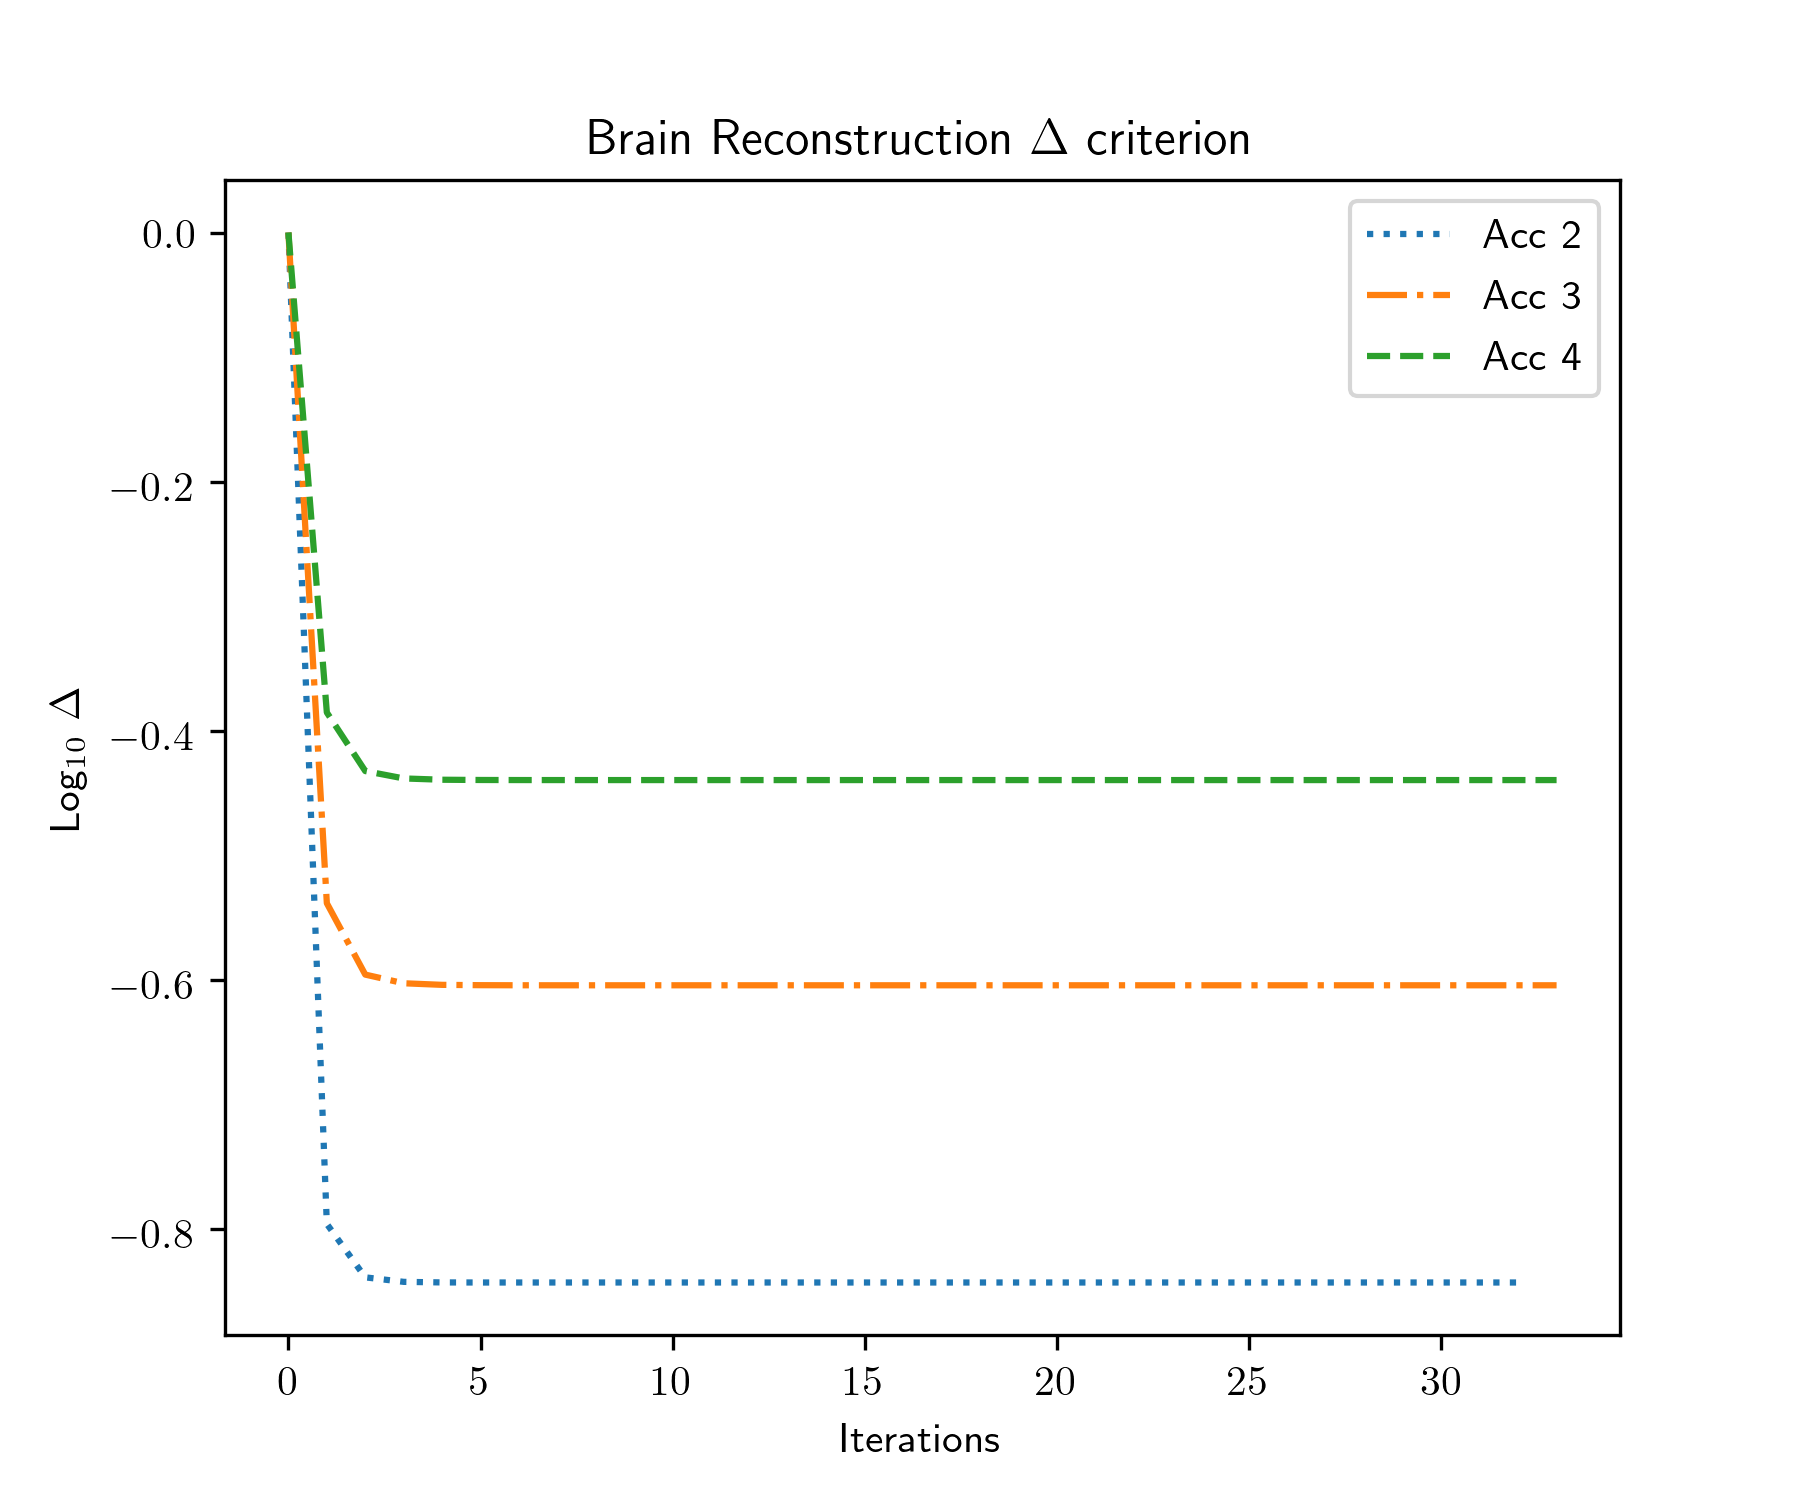 Brain Reconstruction Δ criterion
Acc 2
Acc 3
Acc 4
Log₁₀ Δ
0.0
−0.2
−0.4
−0.6
−0.8
0 5 10 15 20 25 30
Iterations